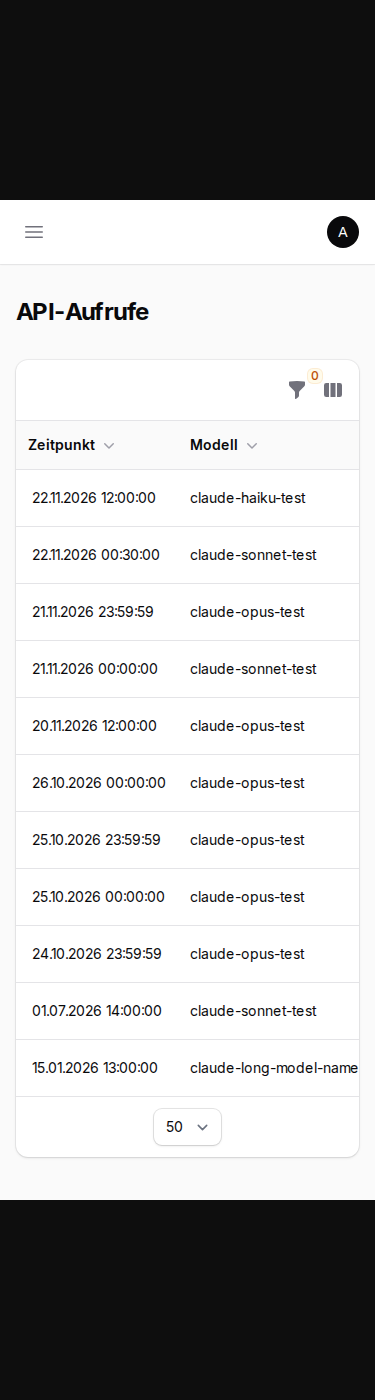 A
API-Aufrufe
0
Zeitpunkt Modell
22.11.2026 12:00:00 claude-haiku-test
22.11.2026 00:30:00 claude-sonnet-test
21.11.2026 23:59:59 claude-opus-test
21.11.2026 00:00:00 claude-sonnet-test
20.11.2026 12:00:00 claude-opus-test
26.10.2026 00:00:00 claude-opus-test
25.10.2026 23:59:59 claude-opus-test
25.10.2026 00:00:00 claude-opus-test
24.10.2026 23:59:59 claude-opus-test
01.07.2026 14:00:00 claude-sonnet-test
15.01.2026 13:00:00 claude-long-model-name
50